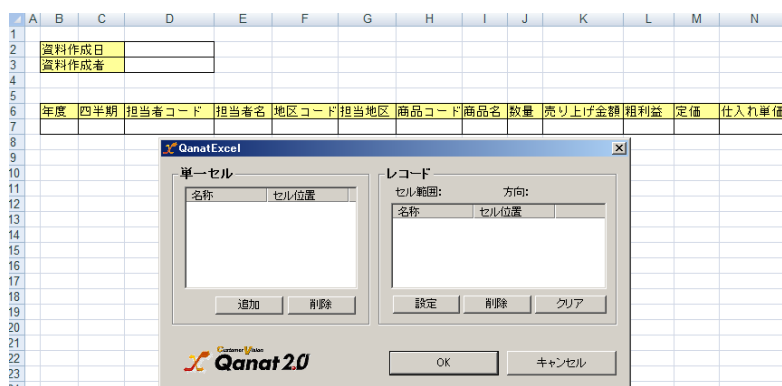 A B C D E F G H I J K L M N
1
2 資料作成日
3 資料作成者
4
5
6 年度 四半期 担当者コード 担当者名 地区コード 担当地区 商品コード 商品名 数量 売り上げ金額 粗利益 定価 仕入れ単価
7
8 QanatExcel
9 単一セル レコード
10
11 名称 セル位置 セル範囲: 方向:
12 名称 セル位置
13
14
15
16
17
18 追加 削除 設定 削除 クリア
19
20
21 CustomerVision
22 Qanat 2.0 OK キャンセル
23